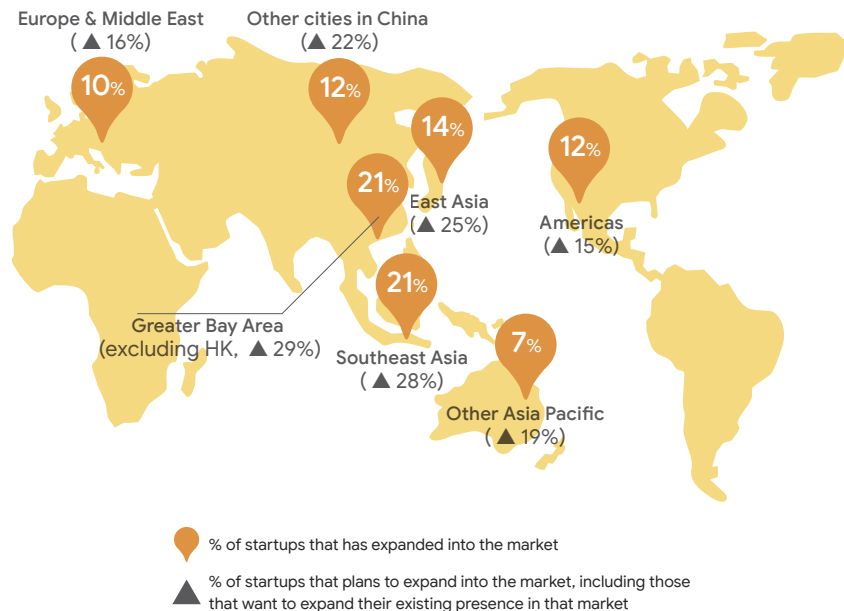 Europe & Middle East
( ▲ 16%)
Other cities in China
(▲ 22%)
10%
12%
14%
12%
21%
East Asia
(▲ 25%)
Americas
(▲ 15%)
21%
Greater Bay Area
(excluding HK, ▲ 29%)
7%
Southeast Asia
( ▲ 28%)
Other Asia Pacific
( ▲ 19%)
% of startups that has expanded into the market
% of startups that plans to expand into the market, including those
that want to expand their existing presence in that market